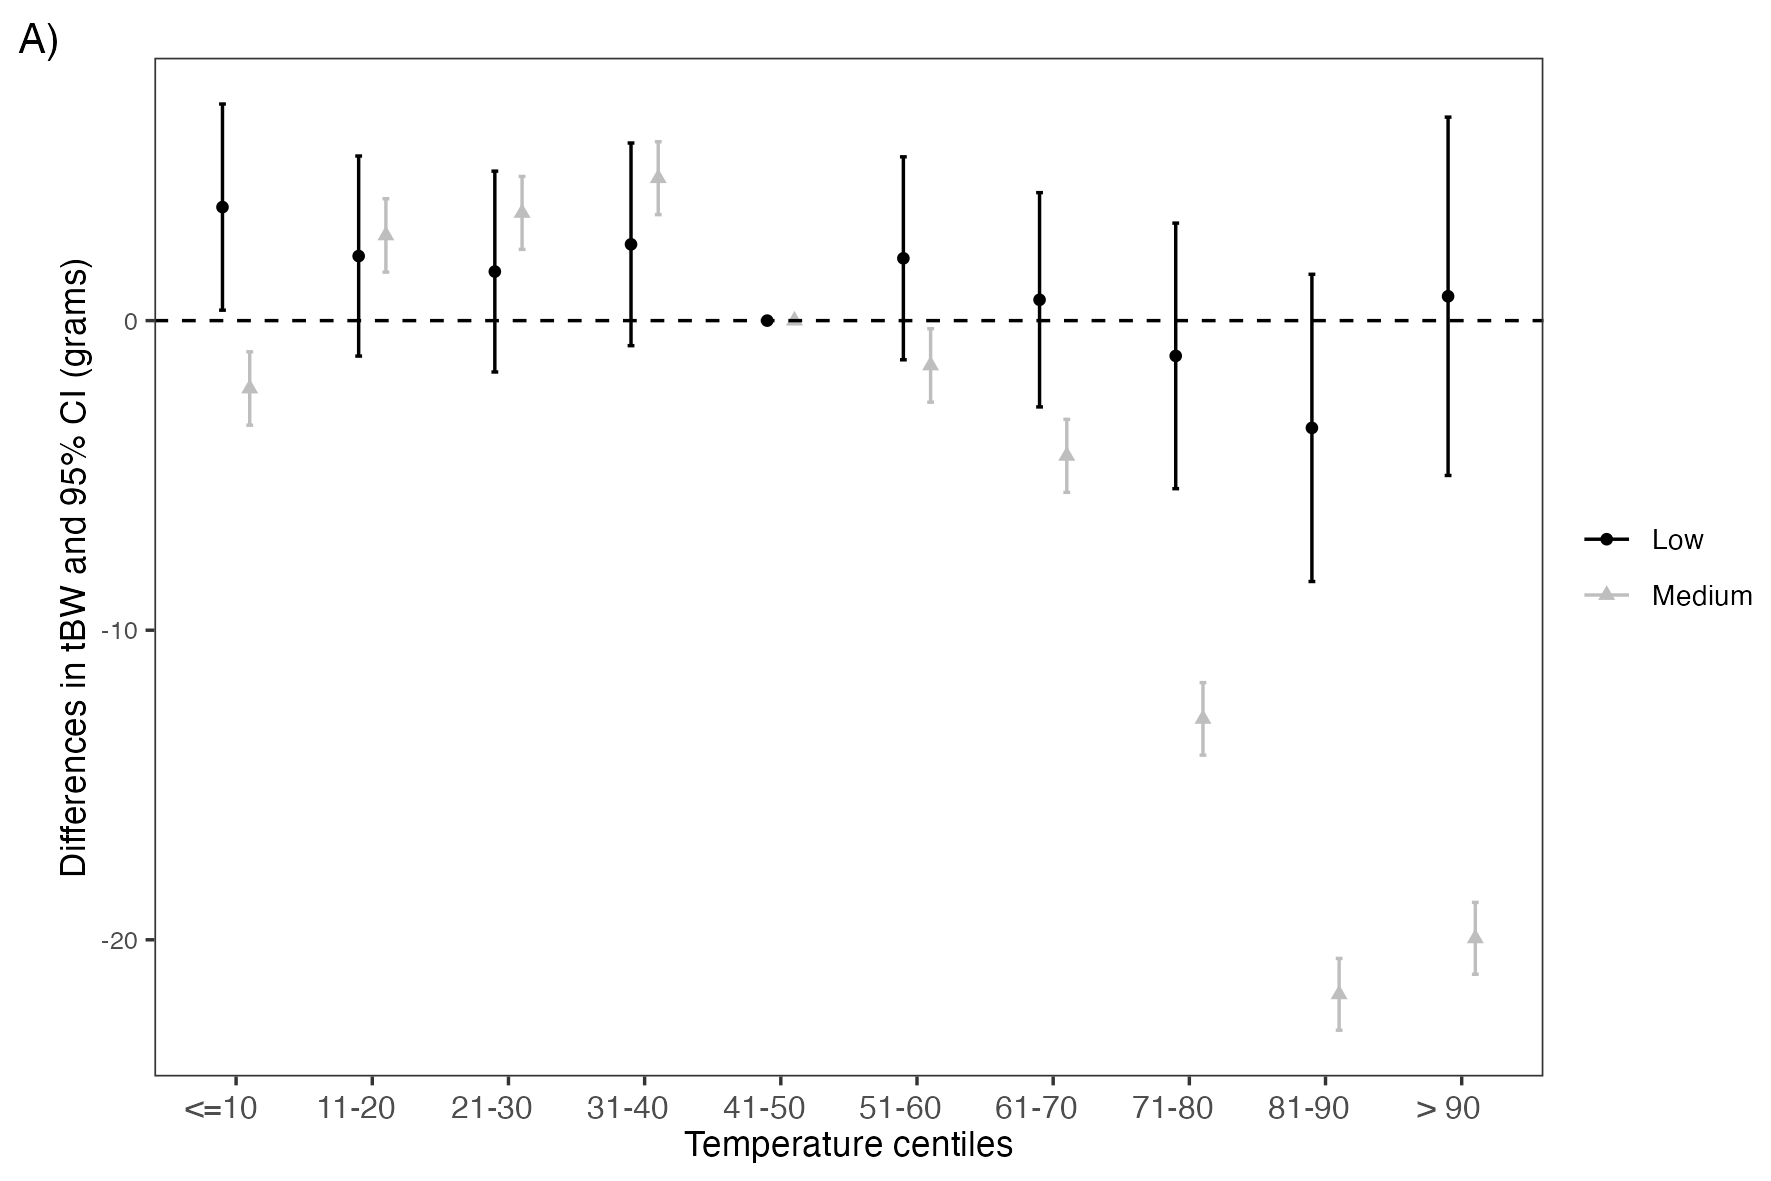 A)
Differences in tBW and 95% CI (grams)
0
-10
-20
<=10 11-20 21-30 31-40 41-50 51-60 61-70 71-80 81-90 > 90
Temperature centiles
Low
Medium